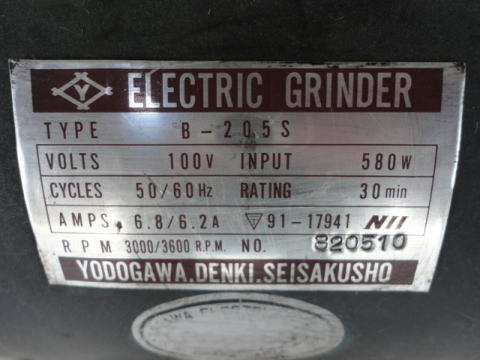 Y ELECTRIC GRINDER
TYPE B-205S
VOLTS 100V INPUT 580W
CYCLES 50/60Hz RATING 30min
AMPS. 6.8/6.2A ▽91-17941
RPM 3000/3600 R.P.M. NO. 820510
YODOGAWA.DENKI.SEISAKUSHO